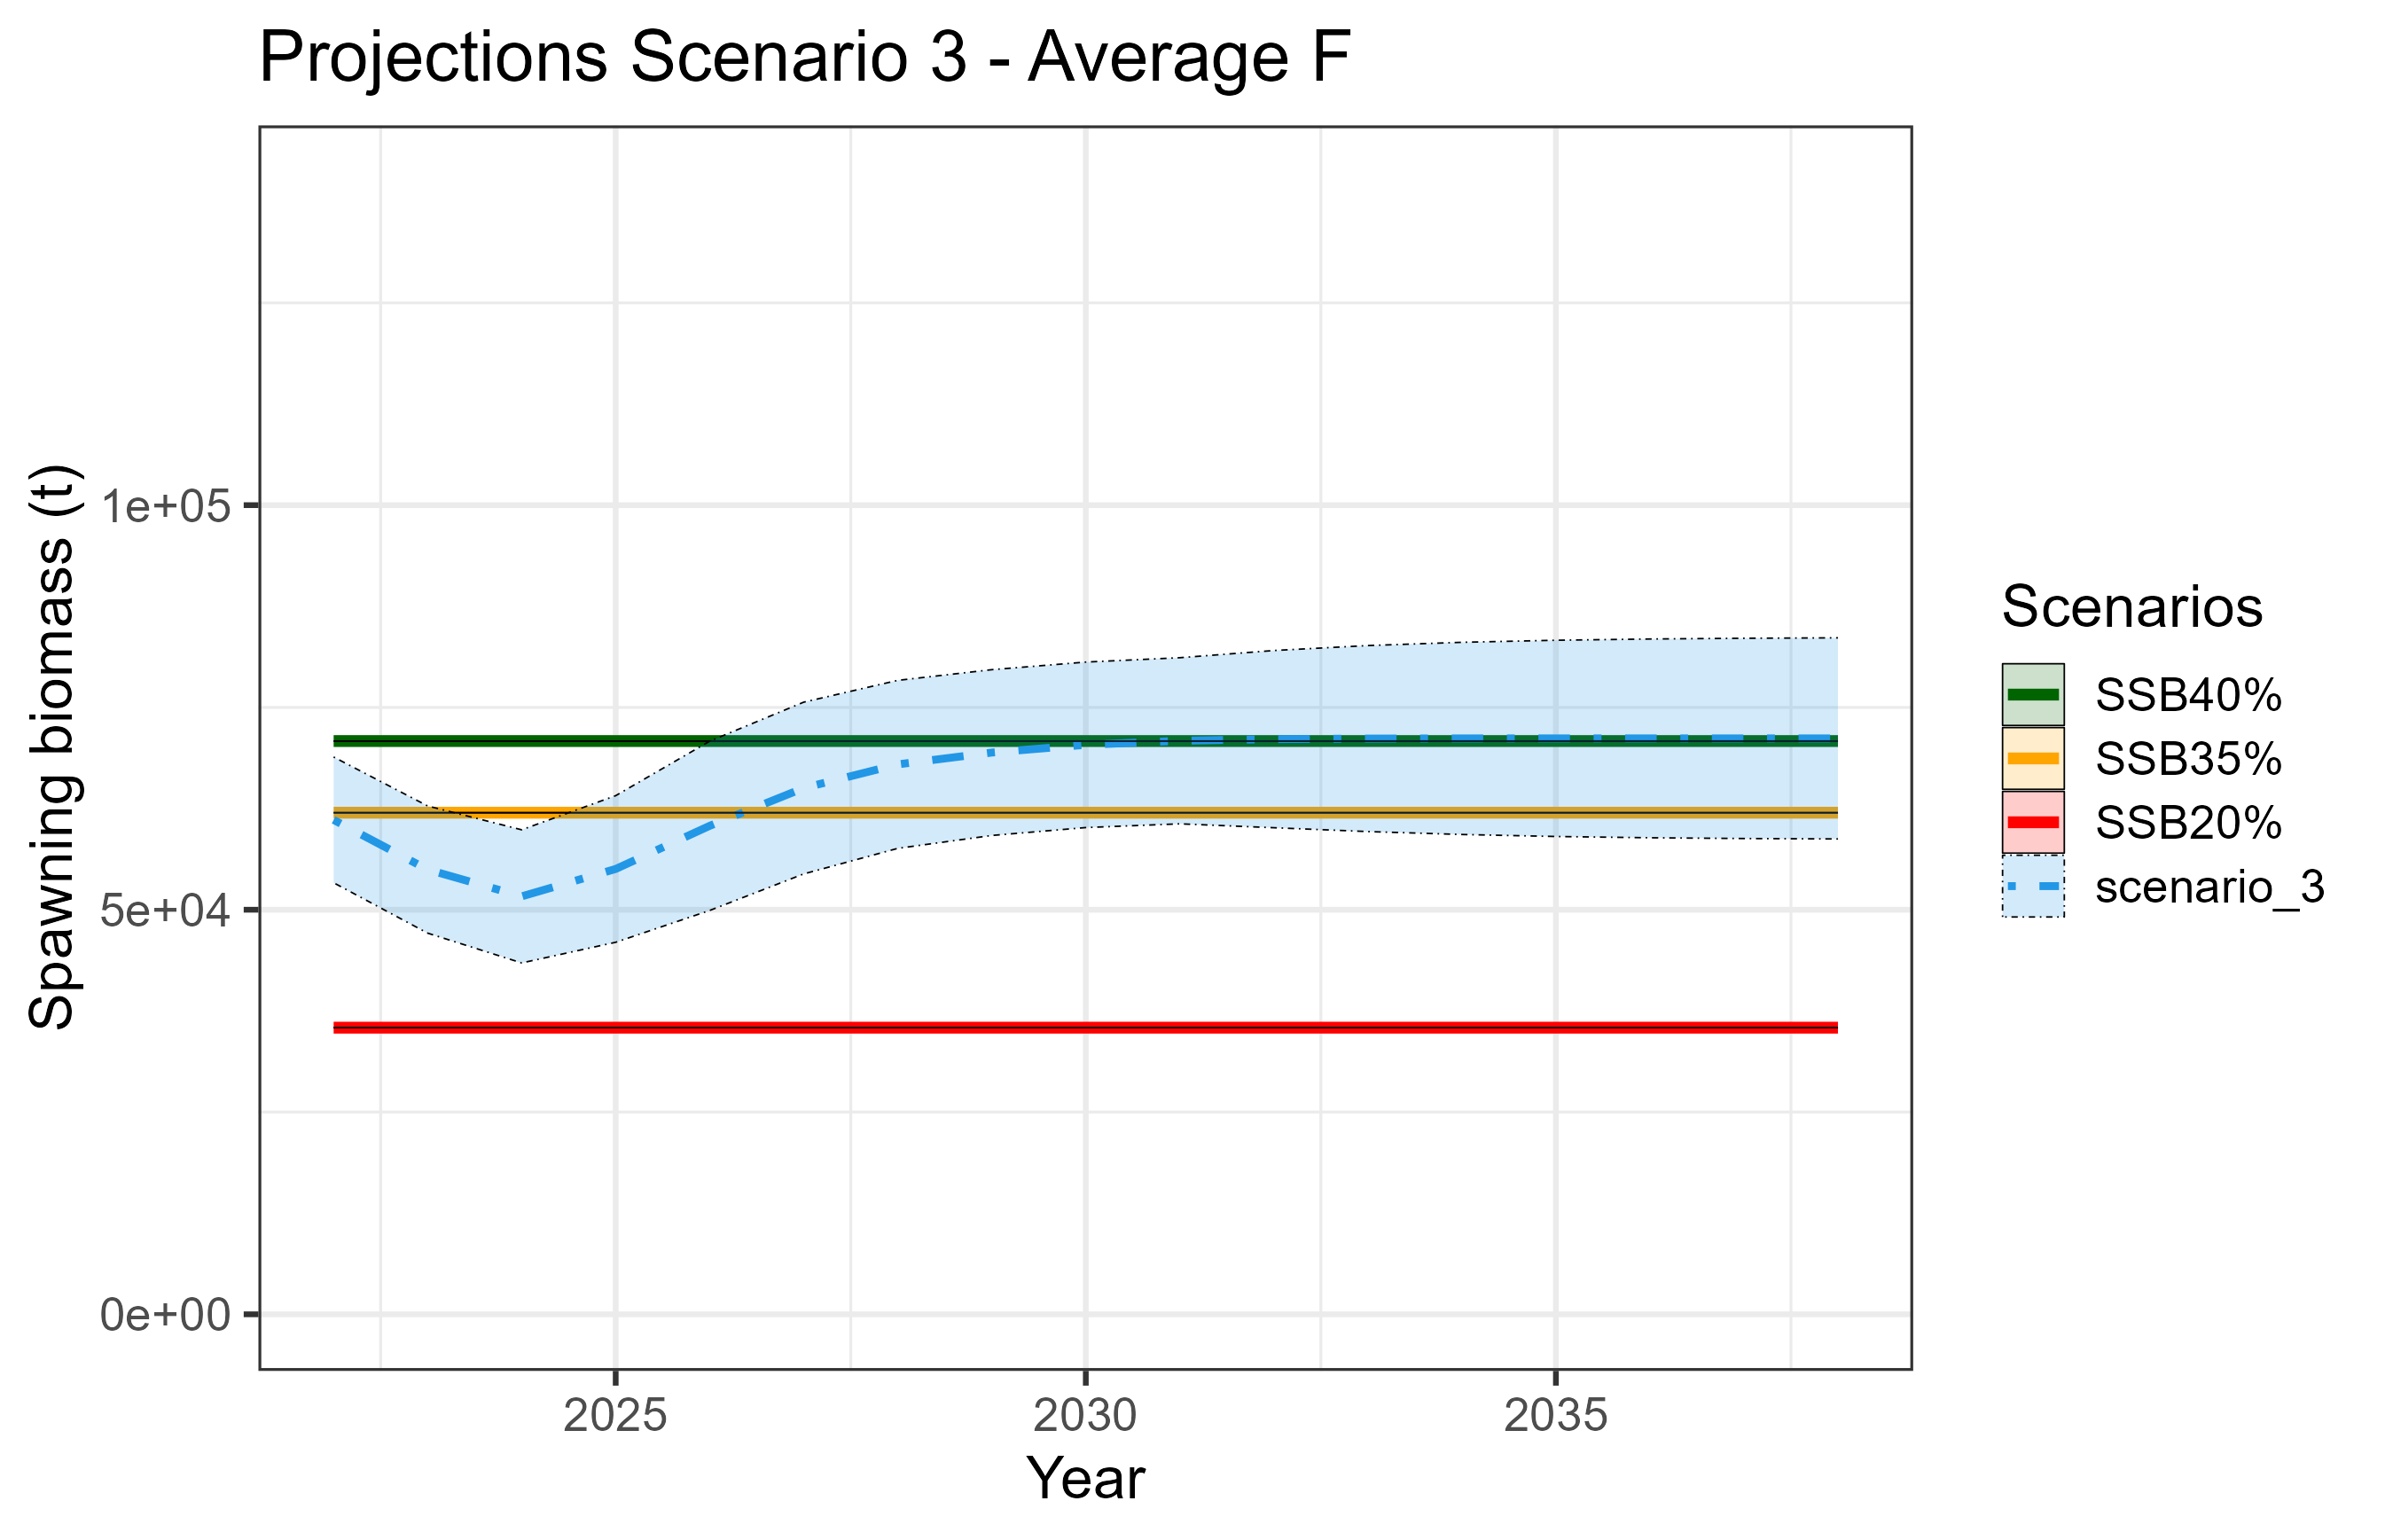 Projections Scenario 3 - Average F
Spawning biomass (t)
1e+05
5e+04
0e+00
2025
2030
2035
Year
Scenarios
SSB40%
SSB35%
SSB20%
scenario_3